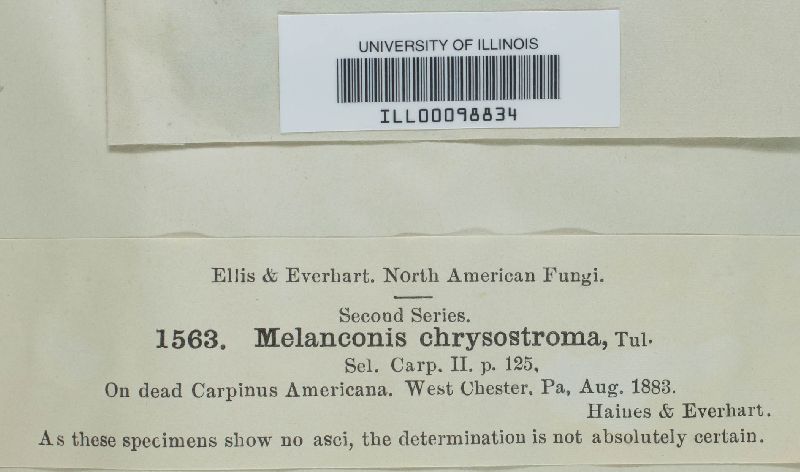 UNIVERSITY OF ILLINOIS
ILL00098834
Ellis & Everhart. North American Fungi.
Second Series.
1563. Melanconis chrysostroma, Tul.
Sel. Carp. II. p. 125.
On dead Carpinus Americana. West Chester. Pa, Aug. 1883.
Haines & Everhart.
As these specimens show no asci, the determination is not absolutely certain.